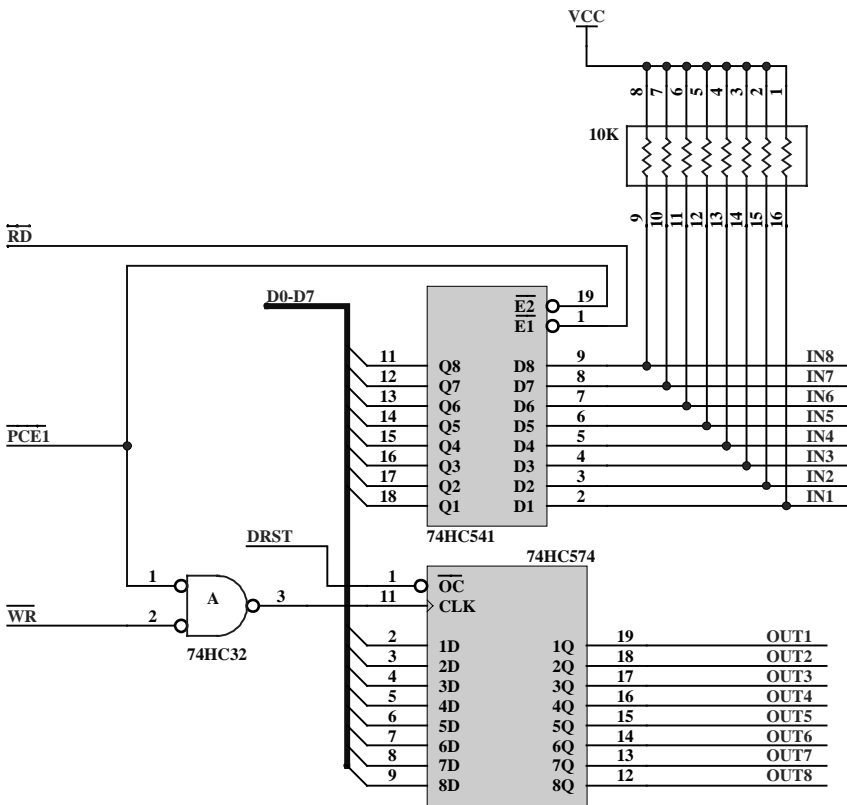 VCC
8 7 6 5 4 3 2 1
10K
9 10 11 12 13 14 15 16
RD
D0-D7
E2 19
E1 1
11 Q8 D8 9 IN8
12 Q7 D7 8 IN7
13 Q6 D6 7 IN6
14 Q5 D5 6 IN5
PCE1 15 Q4 D4 5 IN4
16 Q3 D3 4 IN3
17 Q2 D2 3 IN2
18 Q1 D1 2 IN1
74HC541
DRST
74HC574
1 A 1 OC
3 11 CLK
WR 2
74HC32
2 1D 1Q 19 OUT1
3 2D 2Q 18 OUT2
4 3D 3Q 17 OUT3
5 4D 4Q 16 OUT4
6 5D 5Q 15 OUT5
7 6D 6Q 14 OUT6
8 7D 7Q 13 OUT7
9 8D 8Q 12 OUT8